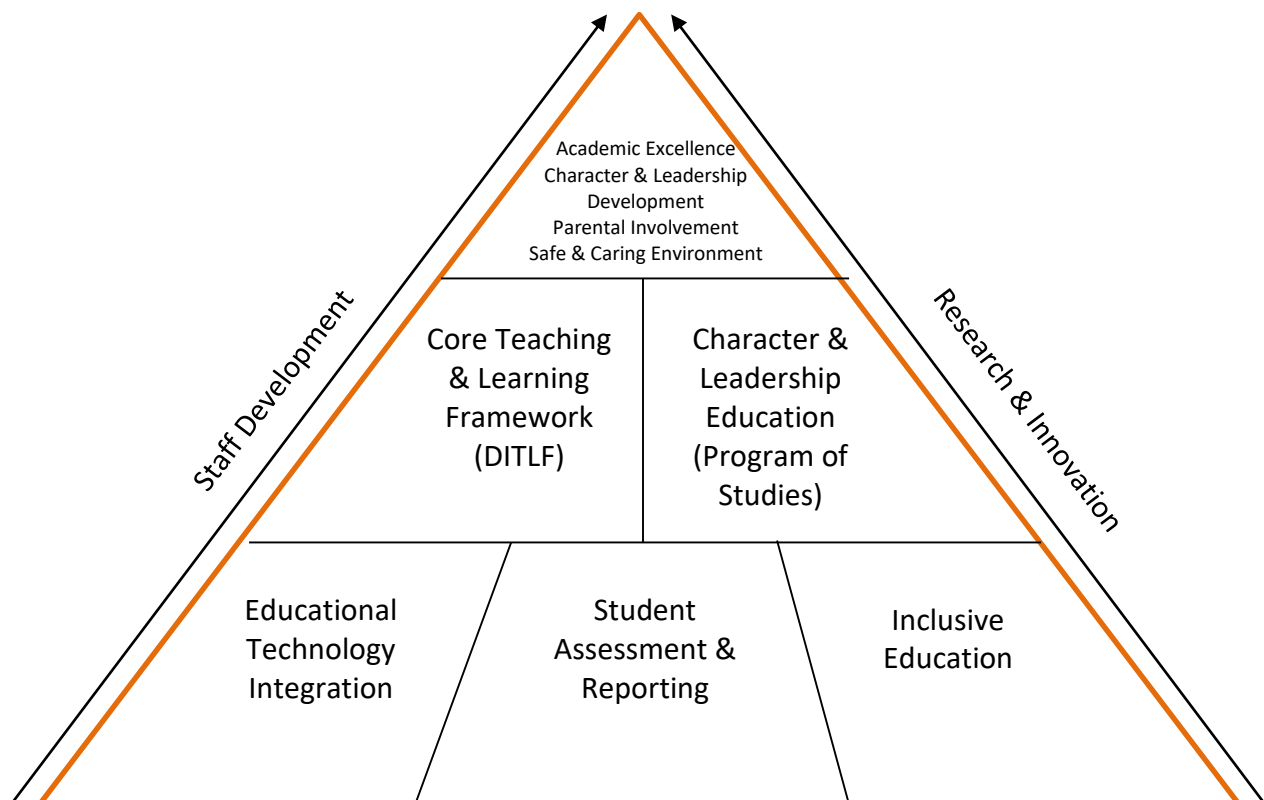 Academic Excellence
Character & Leadership
Development
Parental Involvement
Safe & Caring Environment
Staff Development
Research & Innovation
Core Teaching
& Learning
Framework
(DITLF)
Character &
Leadership
Education
(Program of
Studies)
Educational
Technology
Integration
Student
Assessment &
Reporting
Inclusive
Education